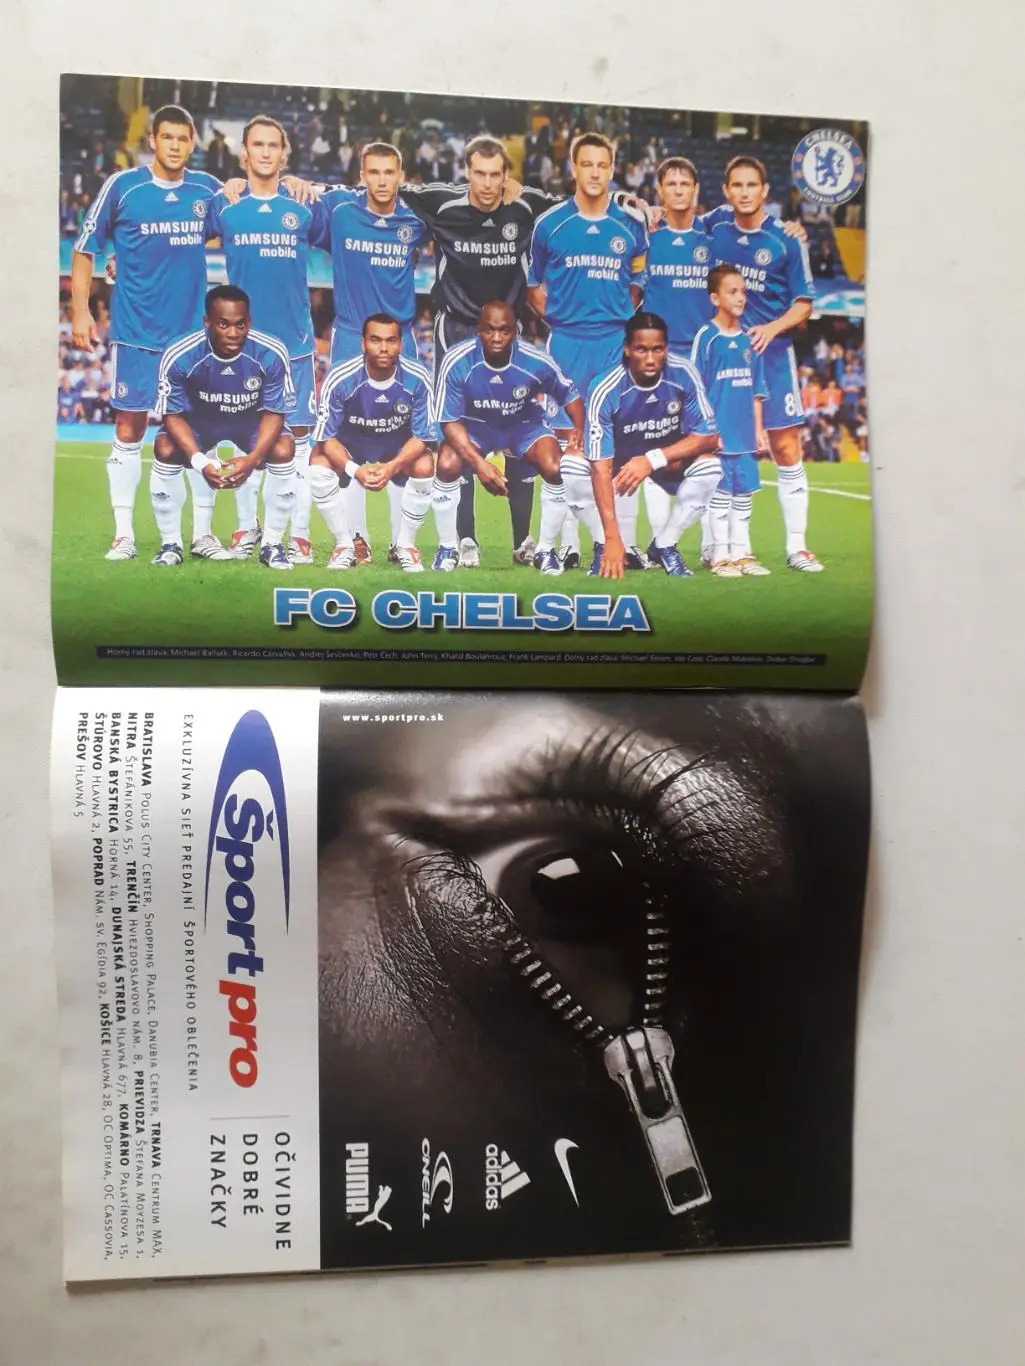 CHELSEA
FOOTBALL CLUB
SAMSUNG
mobile
SAMSUNG
mobile
SAMSUNG
mobile
SAMSUNG
mobile
SAMSUNG
mobile
SAMSUNG
mobile
SAMSUNG
mobile
SAMSUNG
mobile
SAMSUNG
mobile
SAMSUNG
SAMSUNG
mobile
SAMSUNG
mobile
8
FC CHELSEA
Horný rad zľava: Michael Ballack, Ricardo Carvalho, Andrej Ševčenko, Petr Čech, John Terry, Khalid Boulahrouz, Frank Lampard. Dolný rad zľava: Michael Essien, Joe Cole, Claude Makelele, Didier Drogba
www.sportpro.sk
Športpro
EXKLUZÍVNA SIEŤ PREDAJNÍ ŠPORTOVÉHO OBLEČENIA
OČIVIDNE
DOBRÉ
ZNAČKY
BRATISLAVA POLUS CITY CENTER, SHOPPING PALACE, DANUBIA CENTER, TRNAVA CENTRUM MAX,
NITRA ŠTEFÁNIKOVA 55, TRENČÍN HVIEZDOSLAVOVO NÁM. 8, PRIEVIDZA ŠTEFANA MOYZESA 1,
BANSKÁ BYSTRICA HORNÁ 14, DUNAJSKÁ STREDA HLAVNÁ 677, KOMÁRNO PALATÍNOVA 15,
ŠTÚROVO HLAVNÁ 2, POPRAD NÁM. SV. EGÍDIA 92, KOŠICE HLAVNÁ 28, OC OPTIMA, OC CASSOVIA,
PREŠOV HLAVNÁ 5
adidas
O'NEILL
PUMA